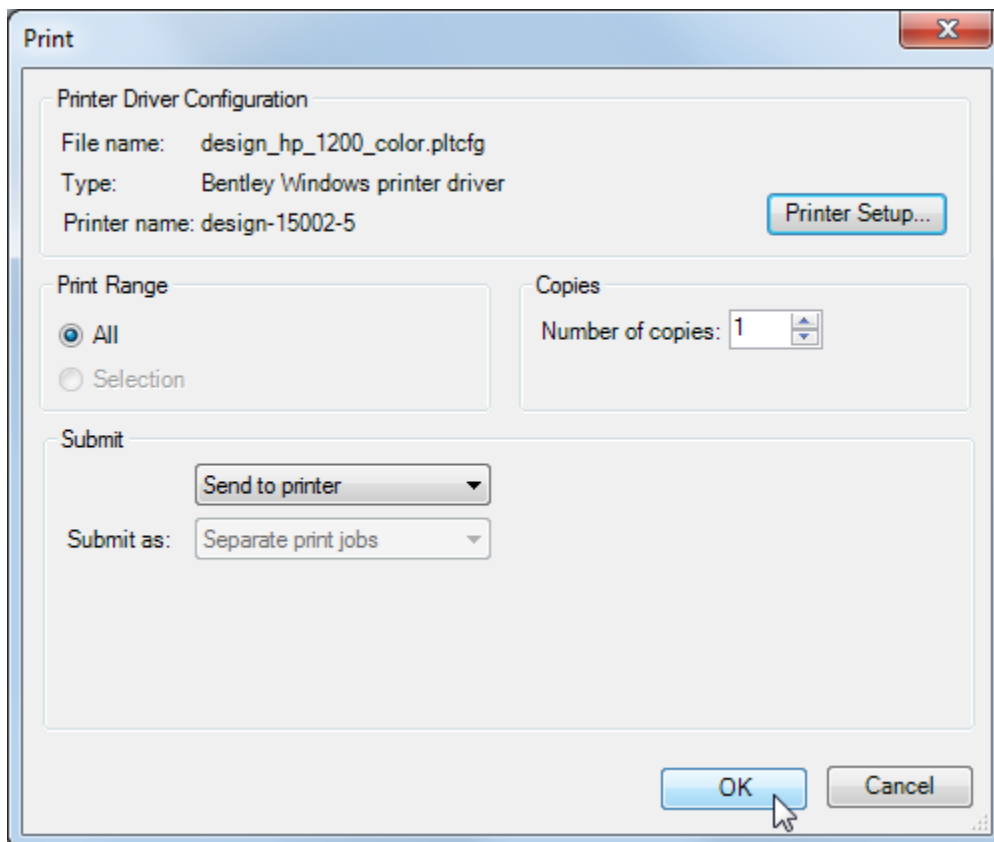 Print
Printer Driver Configuration
File name: design_hp_1200_color.pltcfg
Type: Bentley Windows printer driver
Printer name: design-15002-5
Printer Setup...
Print Range
All
Selection
Copies
Number of copies: 1
Submit
Send to printer
Submit as: Separate print jobs
OK
Cancel